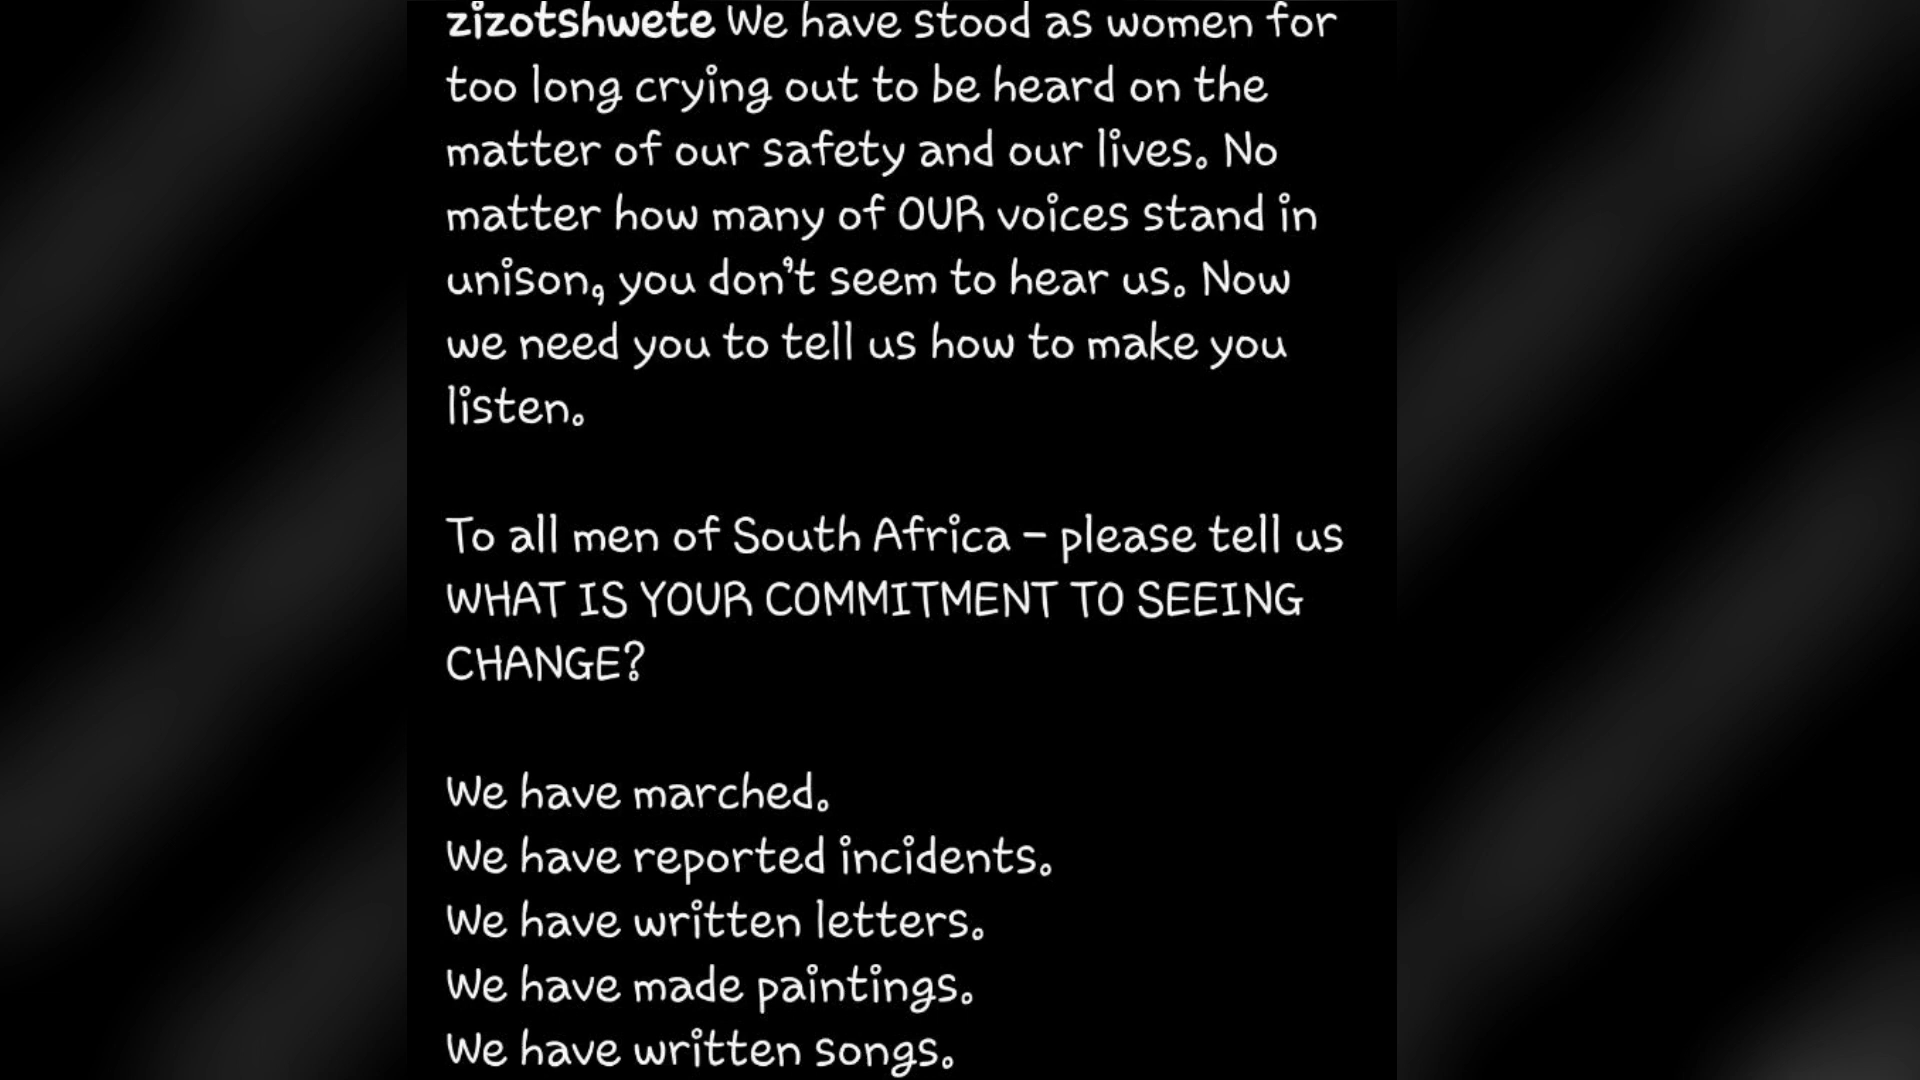 zizotshwete We have stood as women for
too long crying out to be heard on the
matter of our safety and our lives. No
matter how many of OUR voices stand in
unison, you don't seem to hear us. Now
we need you to tell us how to make you
listen.
To all men of South Africa – please tell us
WHAT IS YOUR COMMITMENT TO SEEING
CHANGE?
We have marched.
We have reported incidents.
We have written letters.
We have made paintings.
We have written songs.